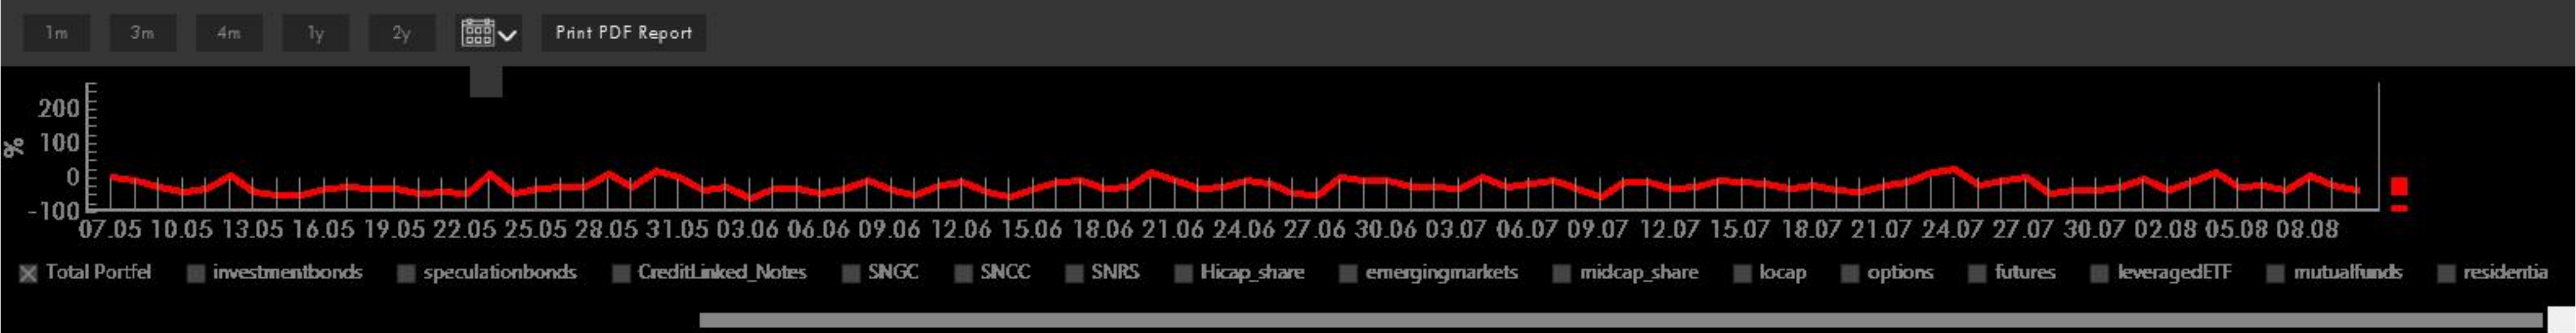 1m 3m 4m 1y 2y Print PDF Report
200
100
0
-100
%
07.05 10.05 13.05 16.05 19.05 22.05 25.05 28.05 31.05 03.06 06.06 09.06 12.06 15.06 18.06 21.06 24.06 27.06 30.06 03.07 06.07 09.07 12.07 15.07 18.07 21.07 24.07 27.07 30.07 02.08 05.08 08.08
Total Portfel investmentbonds speculationbonds CreditLinked_Notes SNGC SNCC SNRS Hicap_share emergingmarkets midcap_share locap options futures leveragedETF mutualfunds residentia